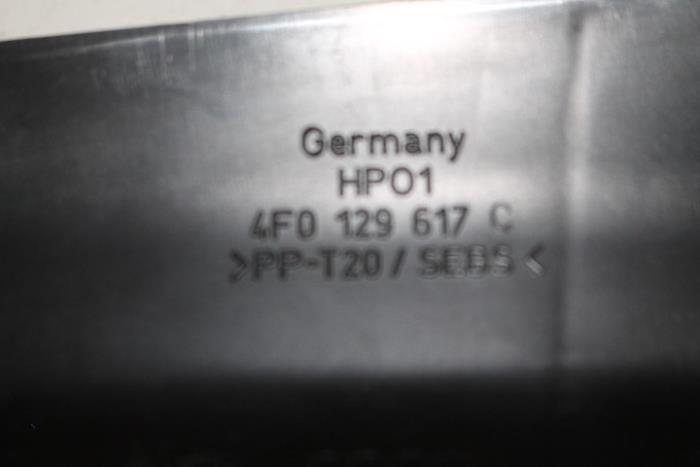 Germany
HP01
4F0 129 617 C
>PP-T20 / SEBS<